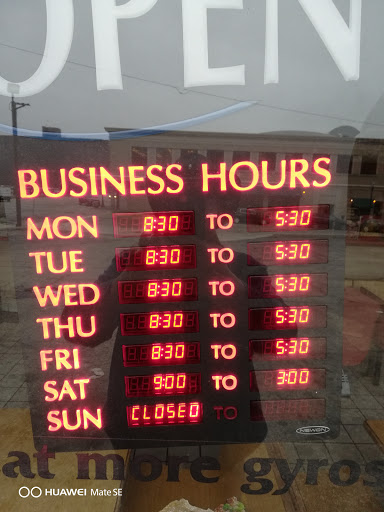 OPEN
BUSINESS HOURS
MON 8:30 TO 5:30
TUE 8:30 TO 5:30
WED 8:30 TO 5:30
THU 8:30 TO 5:30
FRI 8:30 TO 5:30
SAT 9:00 TO 3:00
SUN CLOSED TO
NEWON
at more gyros
HUAWEI Mate SE